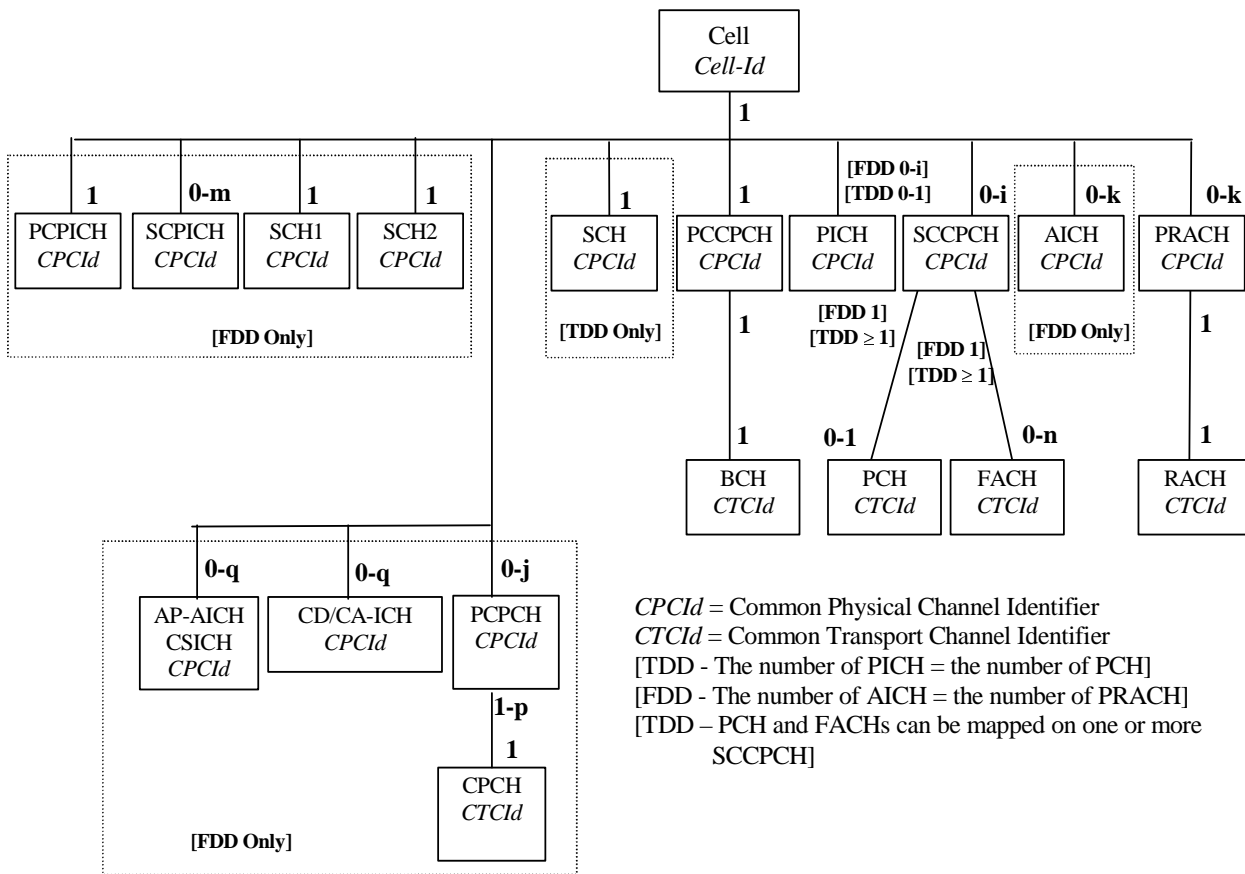 Cell
Cell-Id
1
1
0-m
1
1
1
1
[FDD 0-i]
[TDD 0-1]
0-i
0-k
0-k
PCPICH
CPCId
SCPICH
CPCId
SCH1
CPCId
SCH2
CPCId
SCH
CPCId
PCCPCH
CPCId
PICH
CPCId
SCCPCH
CPCId
AICH
CPCId
PRACH
CPCId
[FDD Only]
[TDD Only]
[FDD Only]
1
[FDD 1]
[TDD ≥ 1]
[FDD 1]
[TDD ≥ 1]
1
1
0-1
0-n
1
BCH
CTCId
PCH
CTCId
FACH
CTCId
RACH
CTCId
0-q
0-q
0-j
AP-AICH
CSICH
CPCId
CD/CA-ICH
CPCId
PCPCH
CPCId
1-p
1
CPCH
CTCId
[FDD Only]
CPCId = Common Physical Channel Identifier
CTCId = Common Transport Channel Identifier
[TDD - The number of PICH = the number of PCH]
[FDD - The number of AICH = the number of PRACH]
[TDD – PCH and FACHs can be mapped on one or more
SCCPCH]